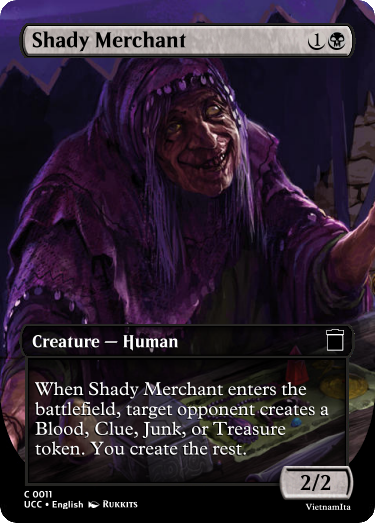 Shady Merchant 1
Creature — Human
When Shady Merchant enters the
battlefield, target opponent creates a
Blood, Clue, Junk, or Treasure
token. You create the rest.
2/2
C 0011
UCC • English Rukkits
VietnamIta